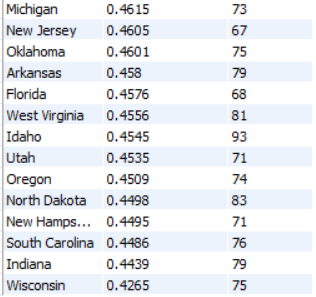 Michigan 0.4615 73
New Jersey 0.4605 67
Oklahoma 0.4601 75
Arkansas 0.458 79
Florida 0.4576 68
West Virginia 0.4556 81
Idaho 0.4545 93
Utah 0.4535 71
Oregon 0.4509 74
North Dakota 0.4498 83
New Hamps... 0.4495 71
South Carolina 0.4486 76
Indiana 0.4439 79
Wisconsin 0.4265 75